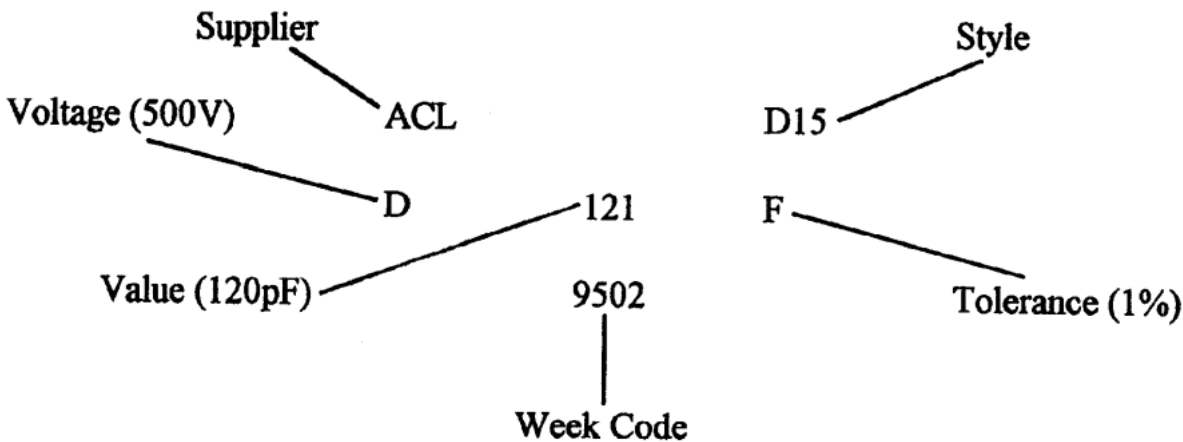 Supplier
Style
Voltage (500V)
ACL
D15
D
121
F
Value (120pF)
9502
Tolerance (1%)
Week Code